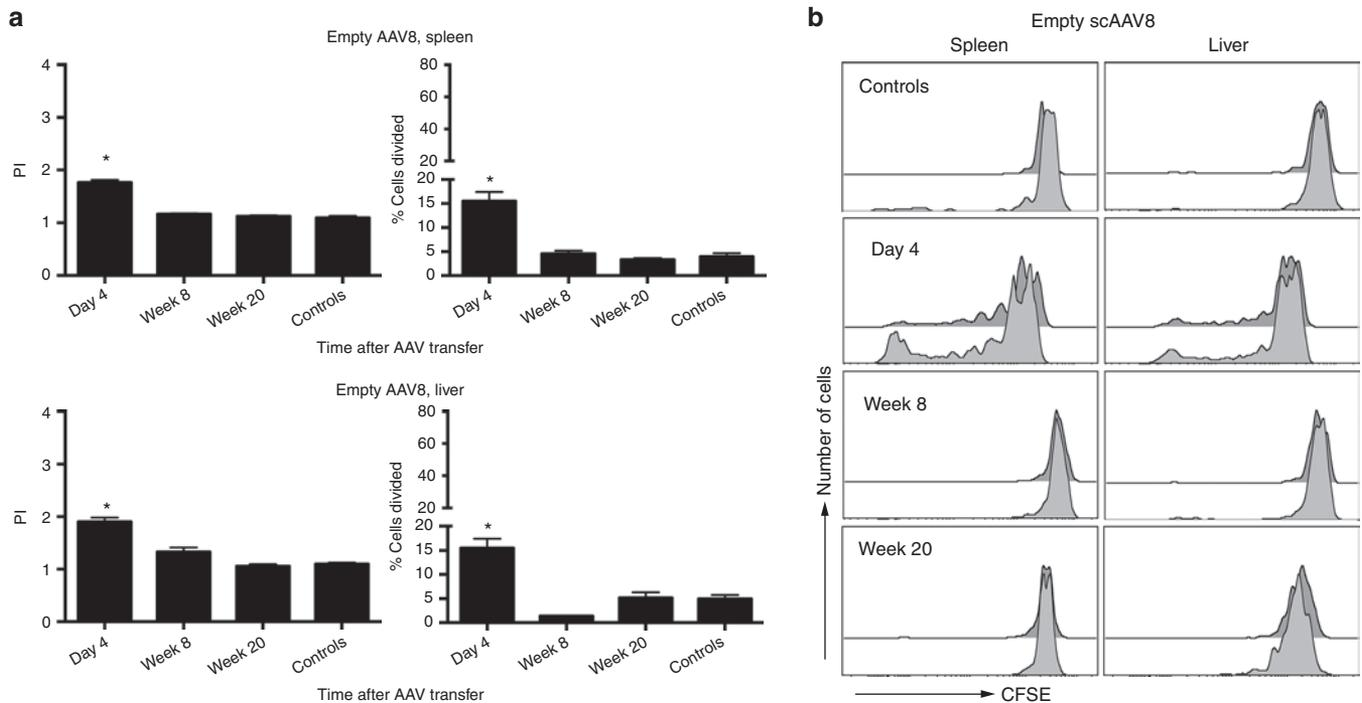 a
Empty AAV8, spleen
PI
4
3
2
1
0
*
Day 4
Week 8
Week 20
Controls
% Cells divided
80
60
40
20
20
15
10
5
0
*
Day 4
Week 8
Week 20
Controls
Time after AAV transfer
Empty AAV8, liver
PI
4
3
2
1
0
*
Day 4
Week 8
Week 20
Controls
% Cells divided
80
60
40
20
20
15
10
5
0
*
Day 4
Week 8
Week 20
Controls
Time after AAV transfer
b
Empty scAAV8
Spleen
Liver
Controls
Day 4
Week 8
Week 20
Number of cells
CFSE